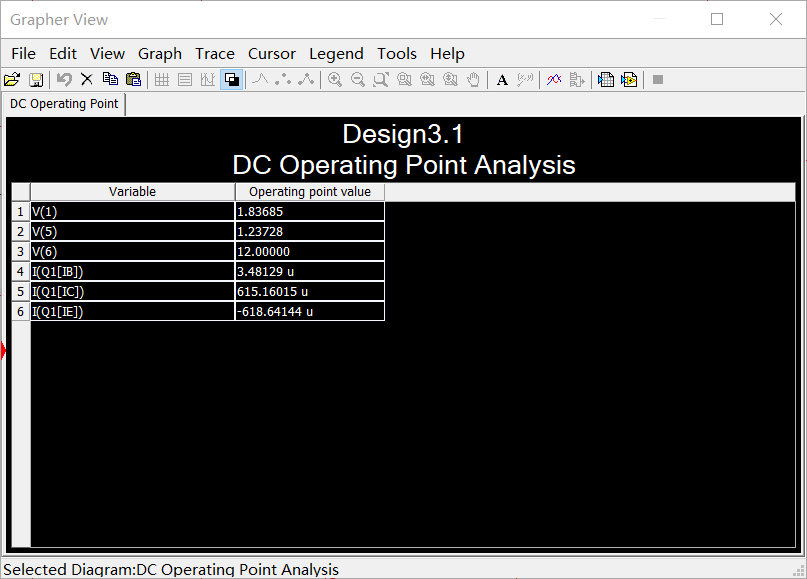 Grapher View
File Edit View Graph Trace Cursor Legend Tools Help
A
DC Operating Point
Design3.1
DC Operating Point Analysis
Variable Operating point value
1 V(1) 1.83685
2 V(5) 1.23728
3 V(6) 12.00000
4 I(Q1[IB]) 3.48129 u
5 I(Q1[IC]) 615.16015 u
6 I(Q1[IE]) -618.64144 u
Selected Diagram:DC Operating Point Analysis